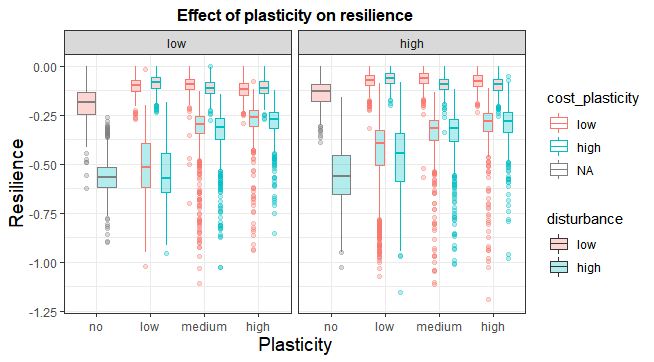 Effect of plasticity on resilience
low high
Resilience
0.00
-0.25
-0.50
-0.75
-1.00
-1.25
no low medium high no low medium high
Plasticity
cost_plasticity
low
high
NA
disturbance
low
high